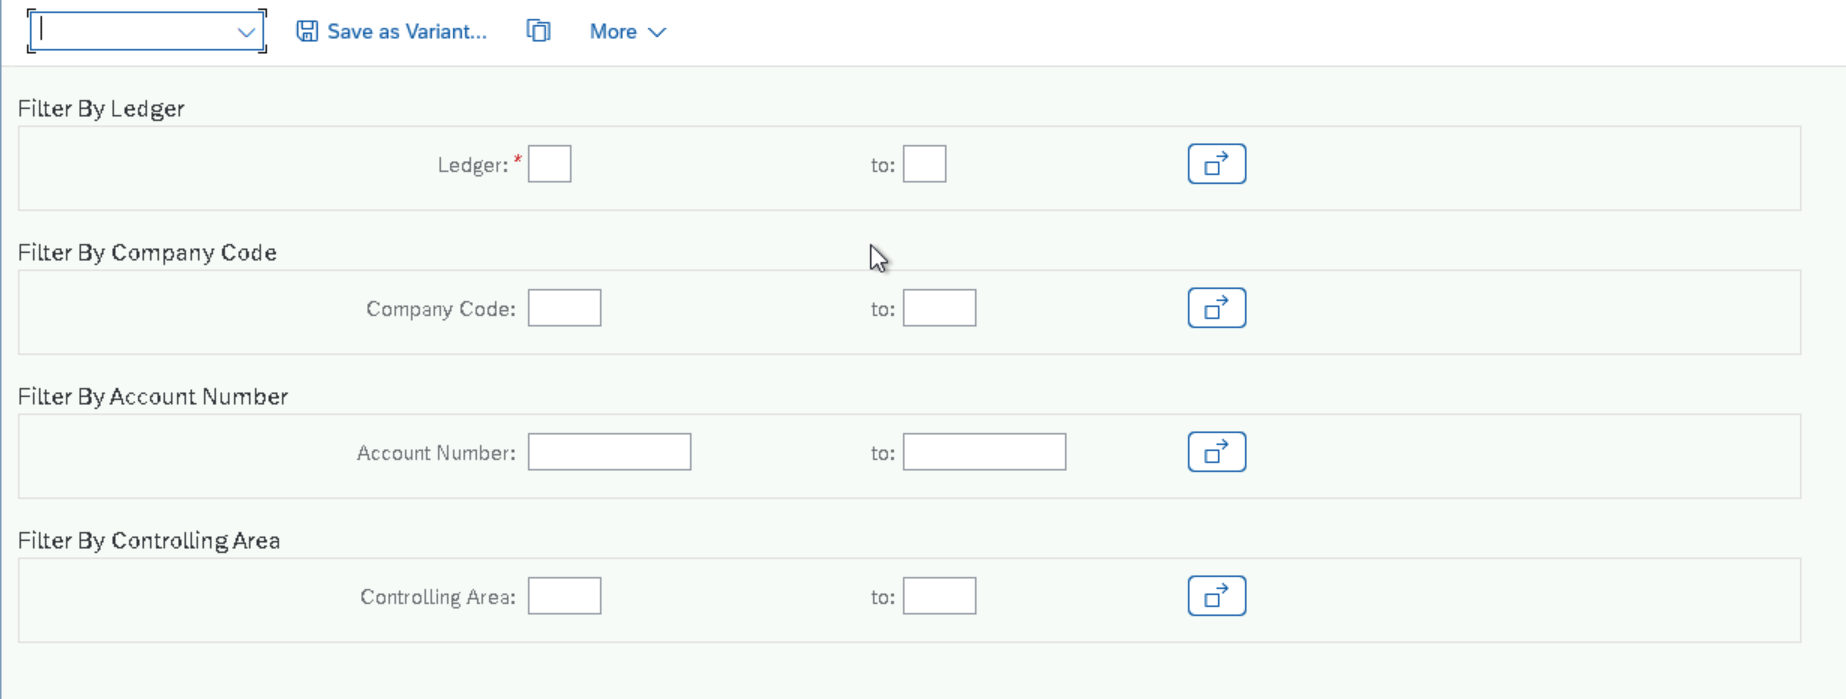 Save as Variant... More
Filter By Ledger
Ledger: * to:
Filter By Company Code
Company Code: to:
Filter By Account Number
Account Number: to:
Filter By Controlling Area
Controlling Area: to: